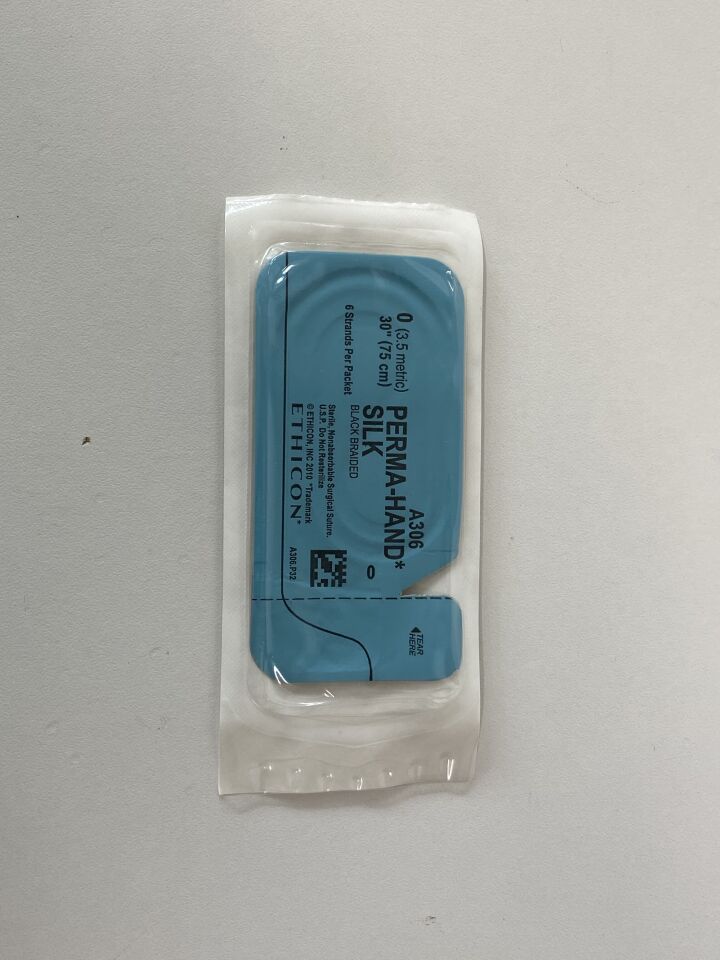 A306
0 (3.5 metric)
30" (75 cm)
PERMA-HAND*
SILK
6 Strands Per Packet
BLACK BRAIDED
0
Sterile, Nonabsorbable Surgical Suture,
U.S.P. Do Not Resterilize
© ETHICON, INC 2010 *Trademark
ETHICON*
A306.P32
TEAR
HERE